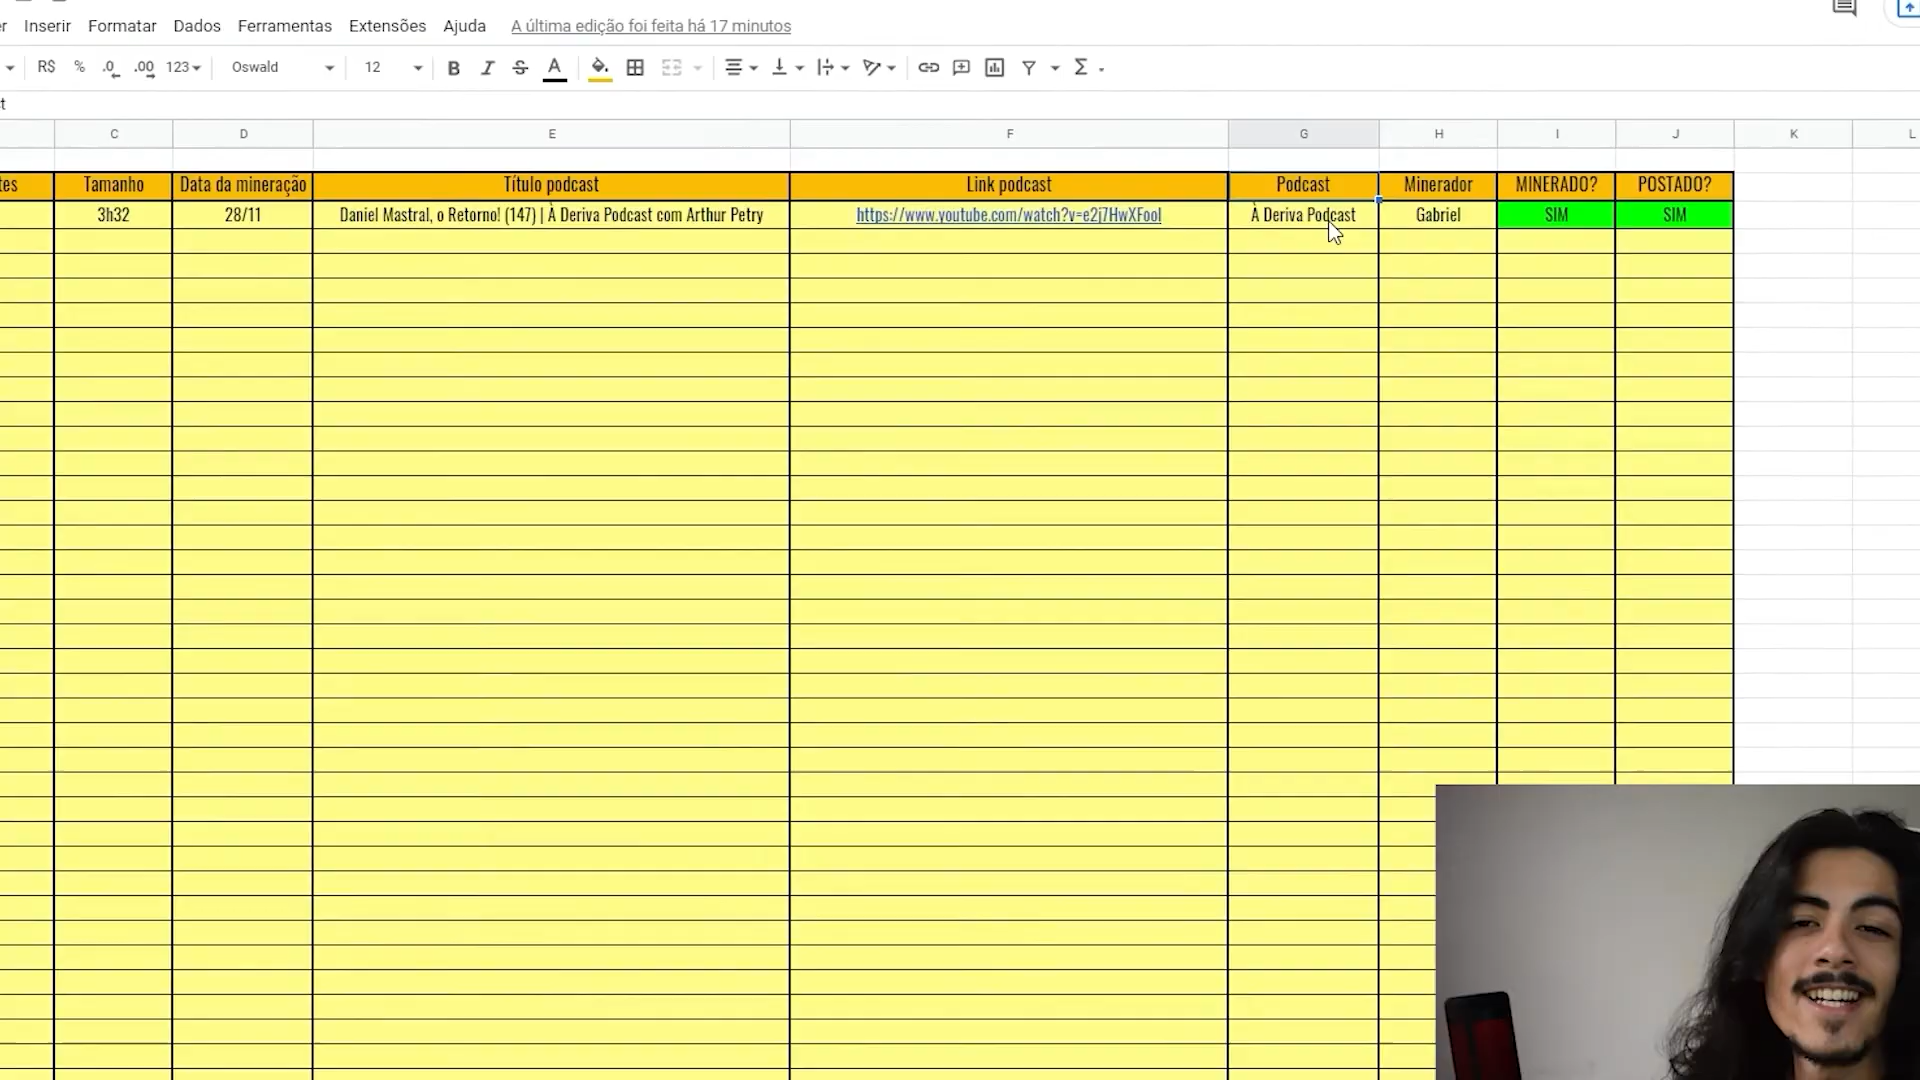 er Inserir Formatar Dados Ferramentas Extensões Ajuda A última edição foi feita há 17 minutos
R$ % .0 .00 123 Oswald 12 B I S A Σ
t
C D E F G H I J K L
tes Tamanho Data da mineração Título podcast Link podcast Podcast Minerador MINERADO? POSTADO?
3h32 28/11 Daniel Mastral, o Retorno! (147) | À Deriva Podcast com Arthur Petry https://www.youtube.com/watch?v=e2j7HwXFooI À Deriva Podcast Gabriel SIM SIM